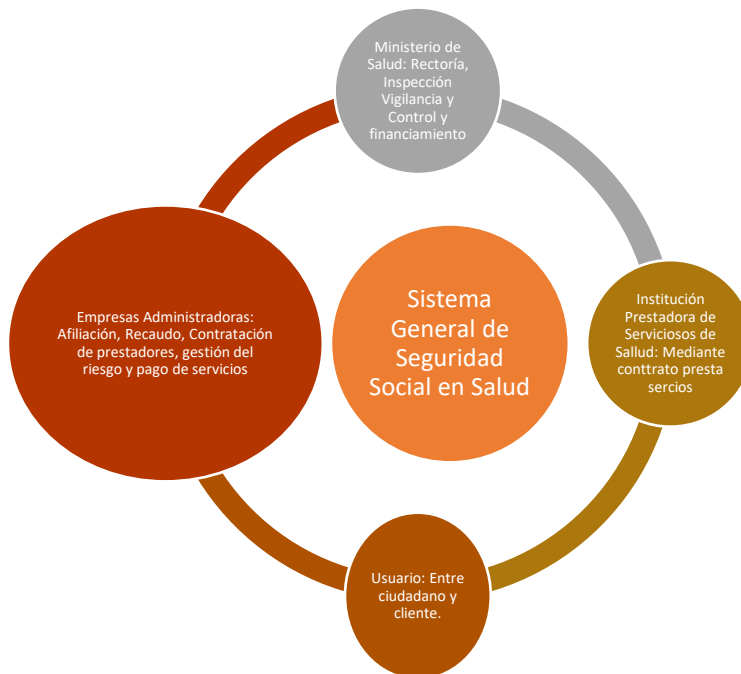 Ministerio de
Salud: Rectoría,
Inspección
Vigilancia y
Control y
financiamiento
Empresas Administradoras:
Afiliación, Recaudo, Contratación
de prestadores, gestión del
riesgo y pago de servicios
Sistema
General de
Seguridad
Social en Salud
Institución
Prestadora de
Serviciosos de
Sallud: Mediante
conttrato presta
sercios
Usuario: Entre
ciudadano y
cliente.